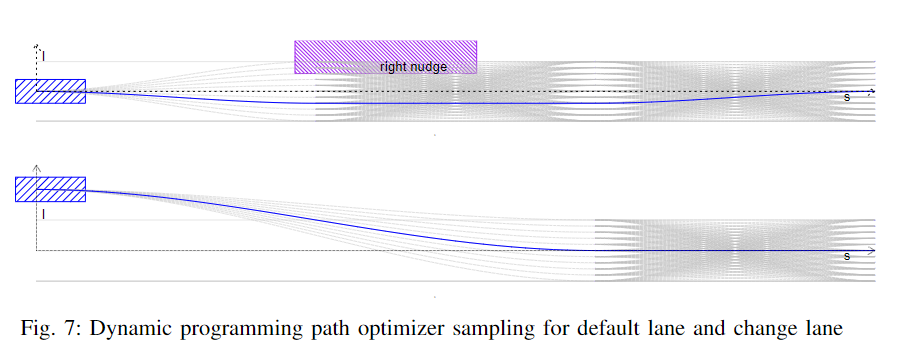 l
right nudge
s
l
s
Fig. 7: Dynamic programming path optimizer sampling for default lane and change lane